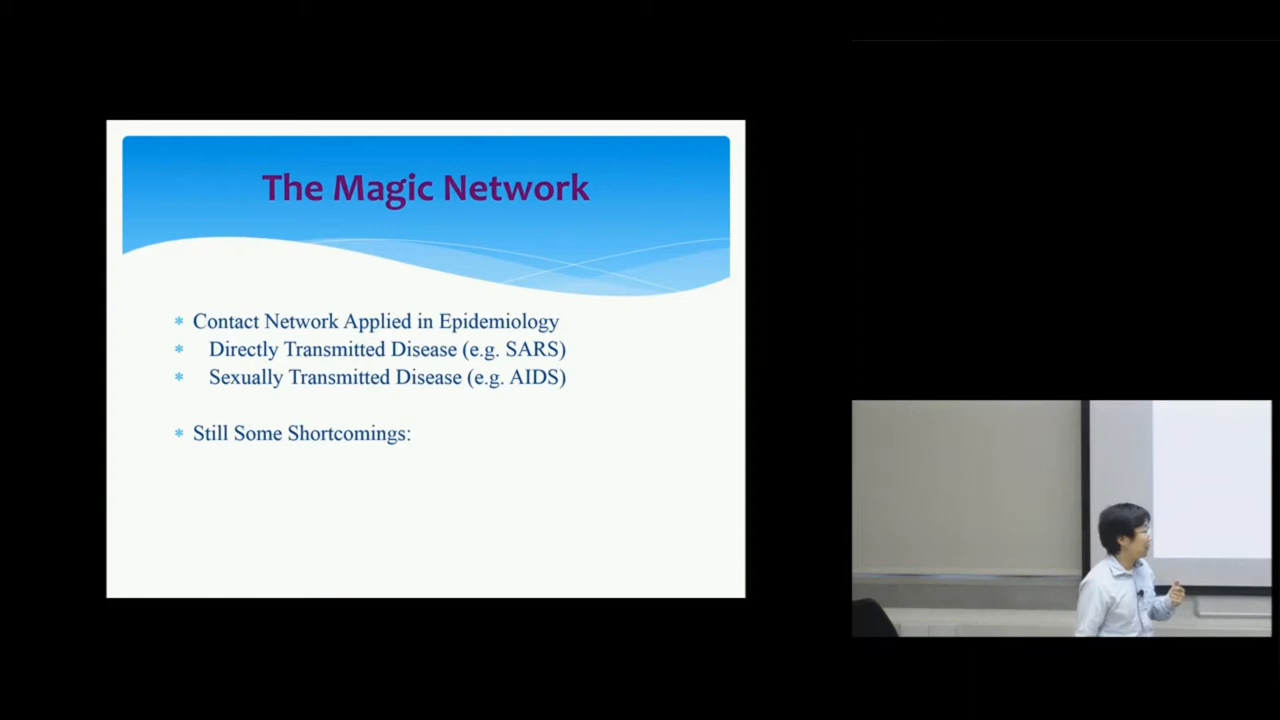 The Magic Network
* Contact Network Applied in Epidemiology
* Directly Transmitted Disease (e.g. SARS)
* Sexually Transmitted Disease (e.g. AIDS)
* Still Some Shortcomings: